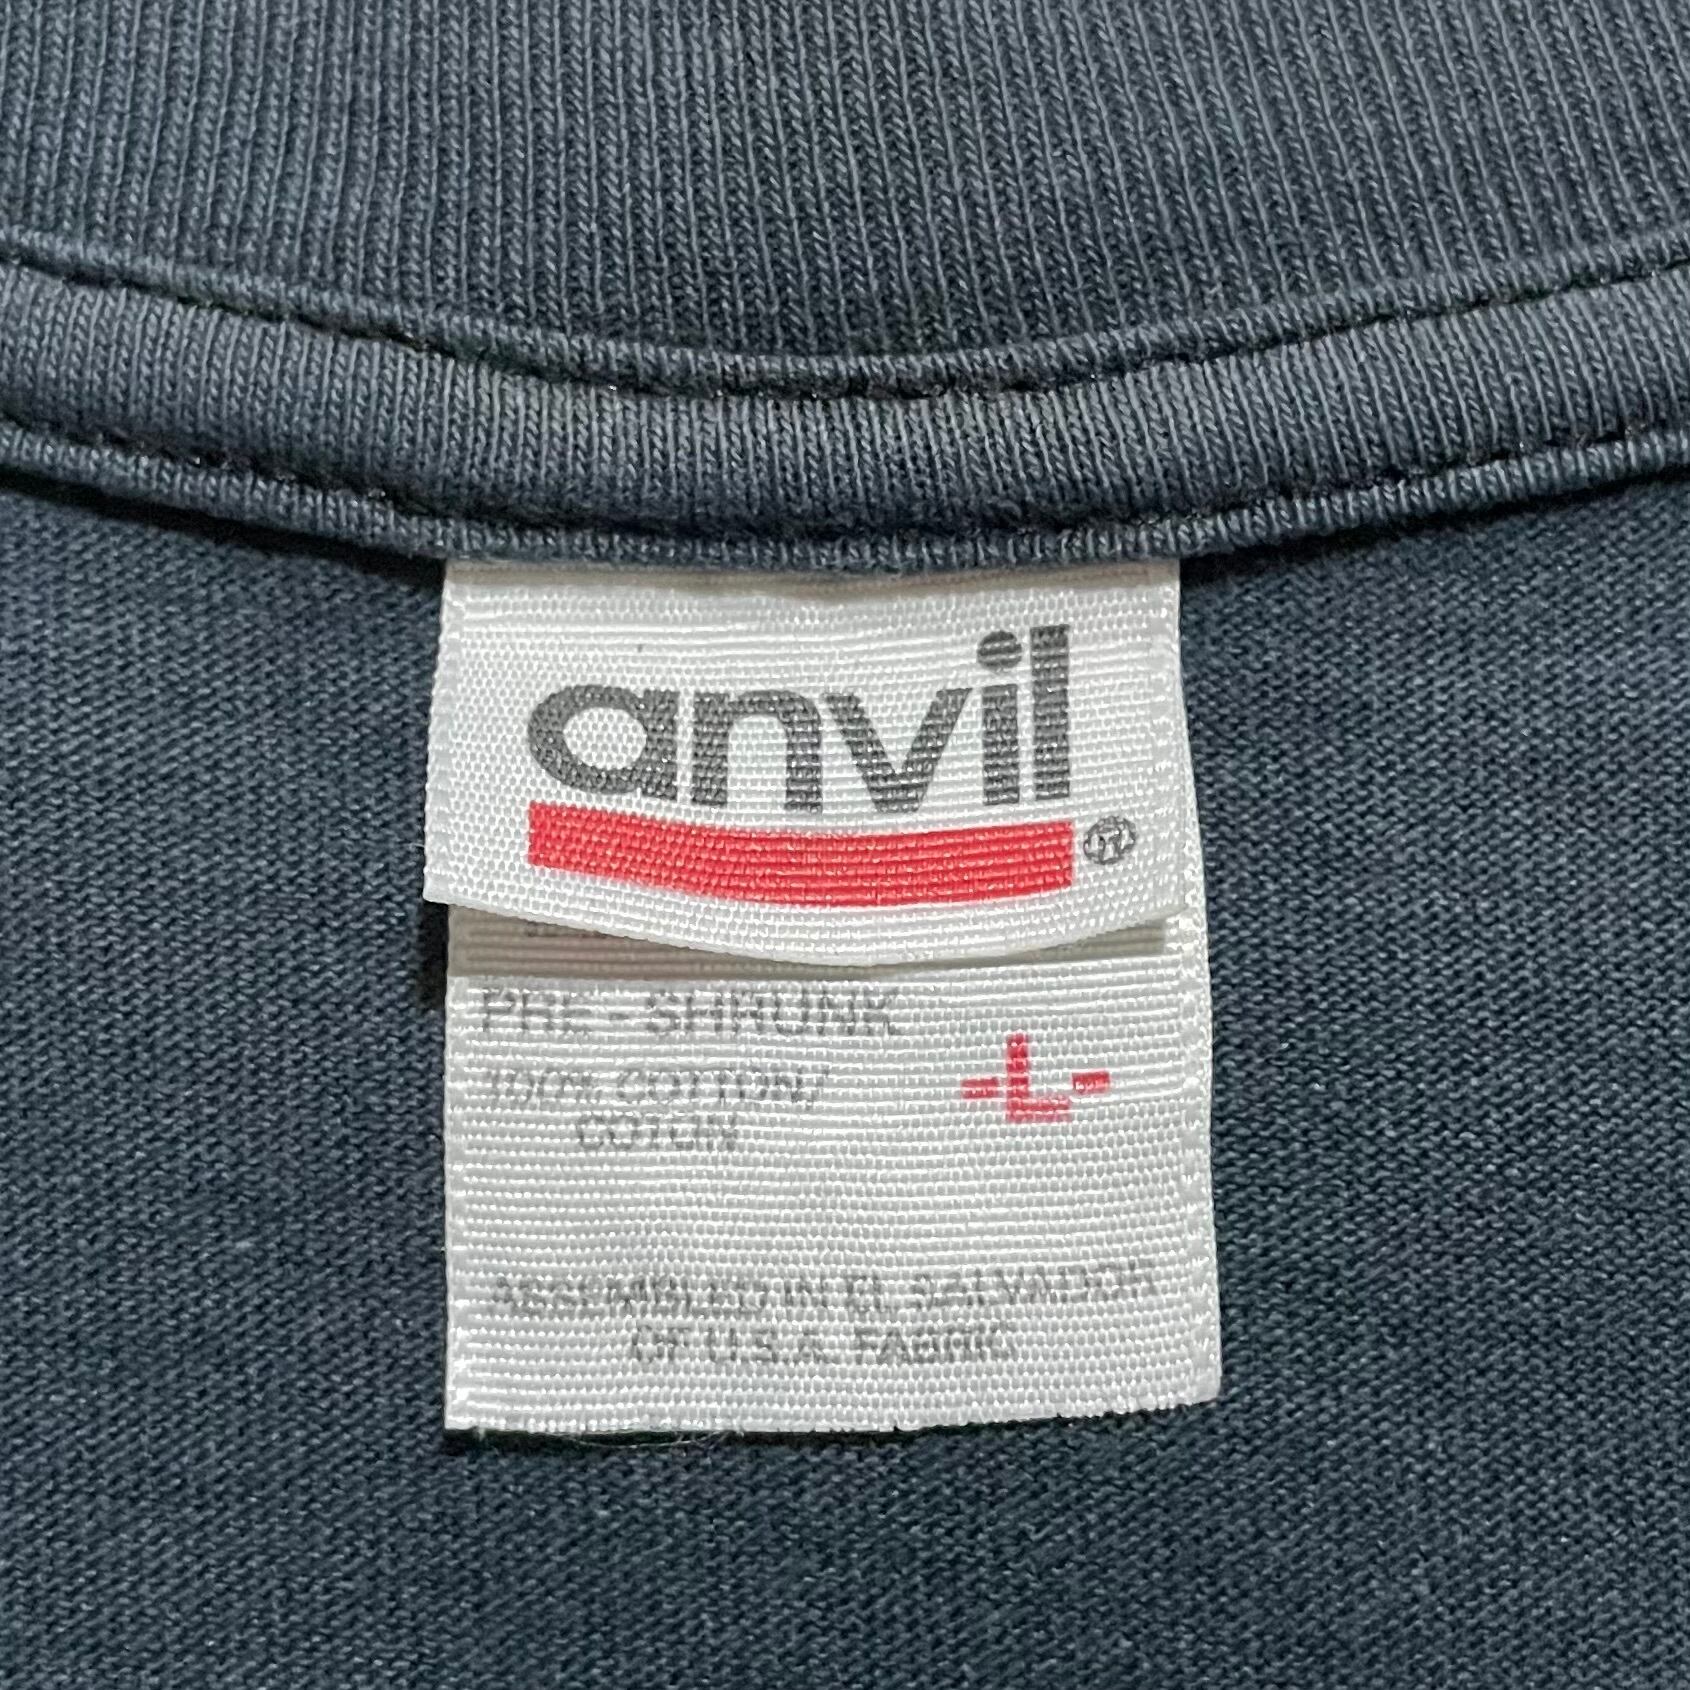 anvil
®
PRE-SHRUNK
100% COTTON/
COTON
-L-
ASSEMBLED IN EL SALVADOR
OF U.S.A. FABRIC